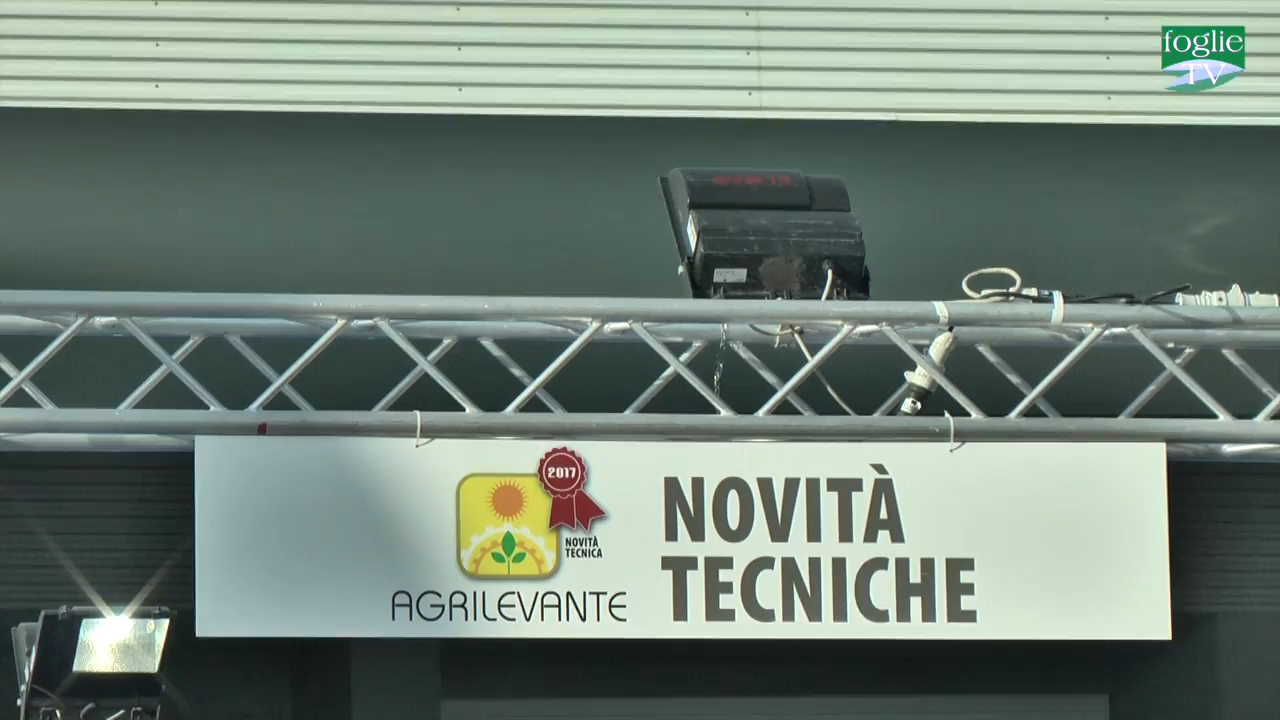 foglie
TV
2017
NOVITÀ
TECNICA
AGRILEVANTE
NOVITÀ
TECNICHE